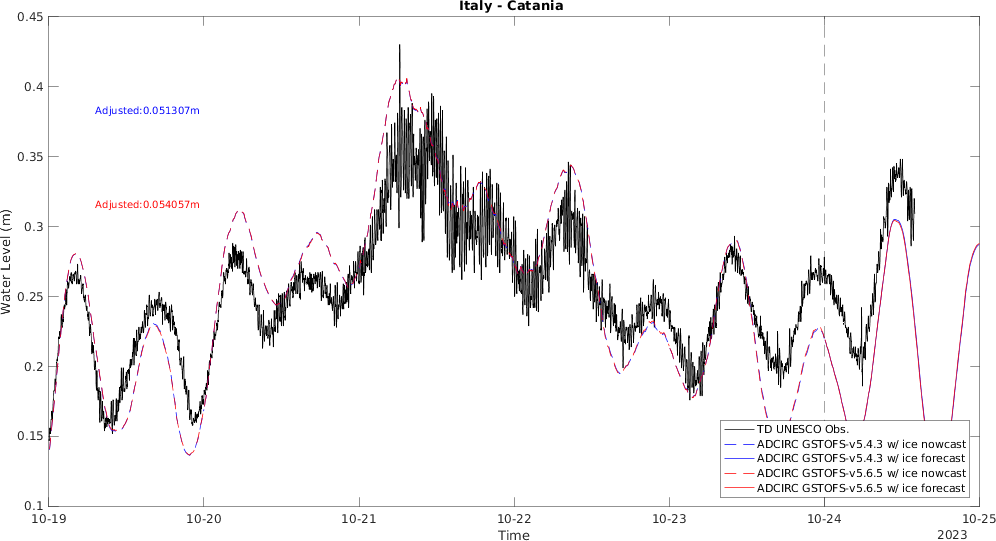 Italy - Catania
0.45
0.4
0.35
0.3
0.25
0.2
0.15
0.1
Water Level (m)
Adjusted:0.051307m
Adjusted:0.054057m
TD UNESCO Obs.
ADCIRC GSTOFS-v5.4.3 w/ ice nowcast
ADCIRC GSTOFS-v5.4.3 w/ ice forecast
ADCIRC GSTOFS-v5.6.5 w/ ice nowcast
ADCIRC GSTOFS-v5.6.5 w/ ice forecast
10-19 10-20 10-21 10-22 10-23 10-24 10-25
Time
2023